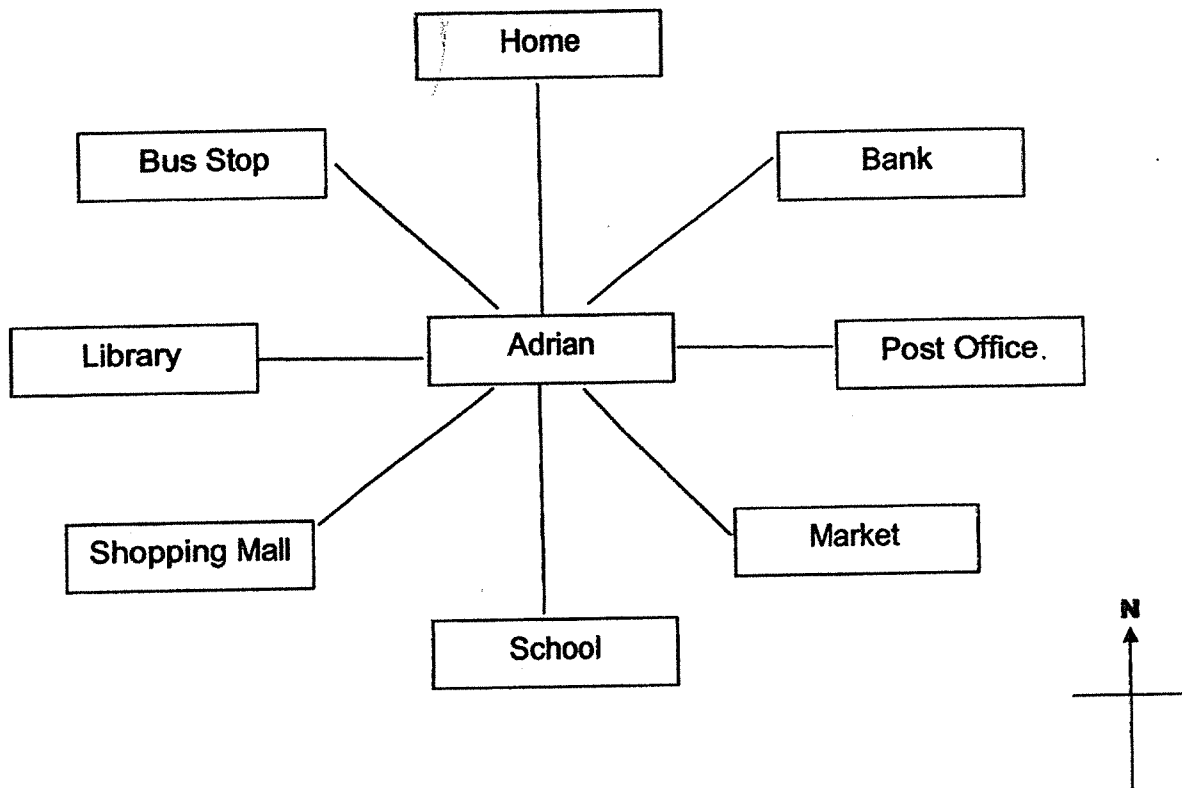 Home
Bus Stop
Bank
Library
Adrian
Post Office.
Shopping Mall
Market
School
N